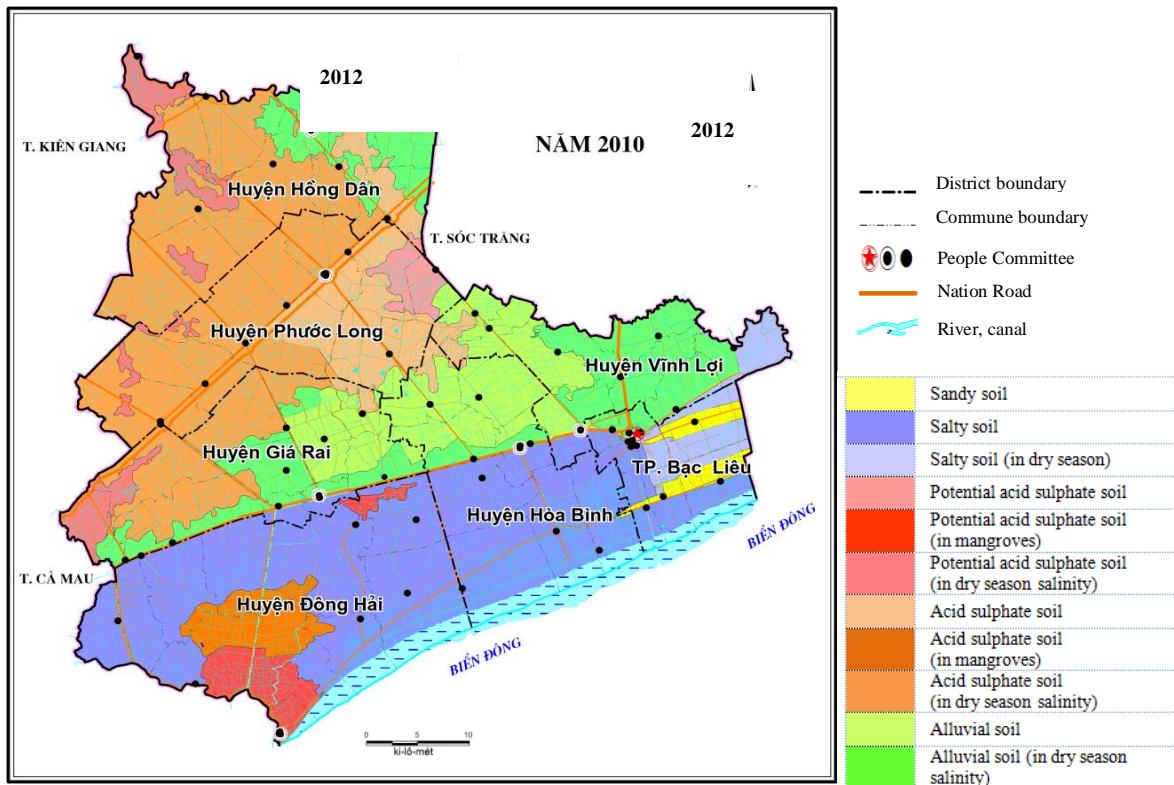 2012
2012
NĂM 2010
T. KIÊN GIANG
Huyện Hồng Dân
T. SÓC TRĂNG
Huyện Phước Long
Huyện Vĩnh Lợi
Huyện Giá Rai
TP. Bạc Liêu
Huyện Hòa Bình
BIỂN ĐÔNG
T. CÀ MAU
Huyện Đông Hải
BIỂN ĐÔNG
0 5 10
ki-lô-mét
District boundary
Commune boundary
People Committee
Nation Road
River, canal
Sandy soil
Salty soil
Salty soil (in dry season)
Potential acid sulphate soil
Potential acid sulphate soil
(in mangroves)
Potential acid sulphate soil
(in dry season salinity)
Acid sulphate soil
Acid sulphate soil
(in mangroves)
Acid sulphate soil
(in dry season salinity)
Alluvial soil
Alluvial soil (in dry season
salinity)